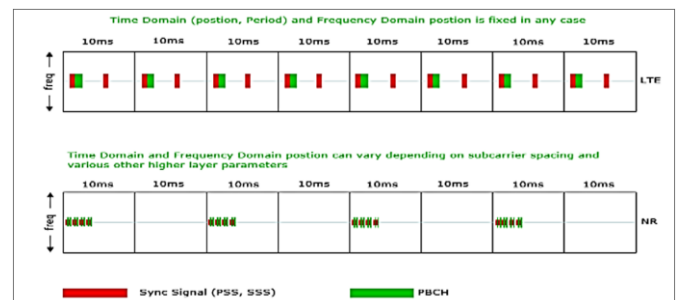 Time Domain (postion, Period) and Frequency Domain postion is fixed in any case
10ms 10ms 10ms 10ms 10ms 10ms 10ms 10ms
freq
LTE
Time Domain and Frequency Domain postion can vary depending on subcarrier spacing and
various other higher layer parameters
10ms 10ms 10ms 10ms 10ms 10ms 10ms 10ms
freq
NR
Sync Signal (PSS, SSS) PBCH